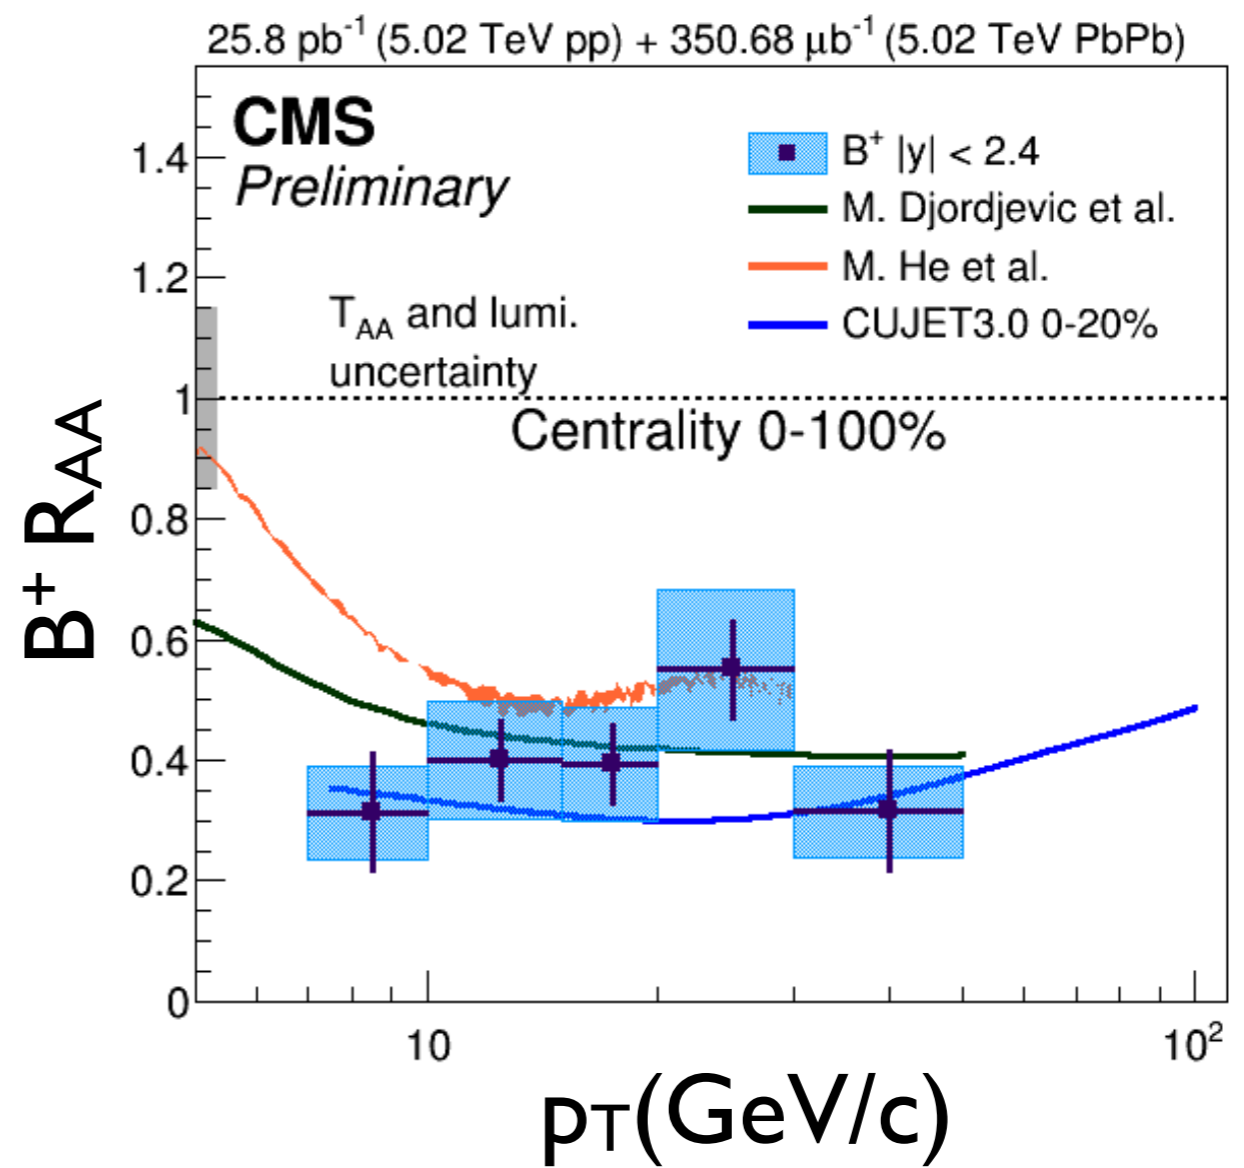 25.8 pb⁻¹ (5.02 TeV pp) + 350.68 μb⁻¹ (5.02 TeV PbPb)
CMS
Preliminary
B⁺ |y| < 2.4
M. Djordjevic et al.
M. He et al.
CUJET3.0 0-20%
T_AA and lumi.
uncertainty
Centrality 0-100%
B⁺ R_AA
1.4
1.2
1
0.8
0.6
0.4
0.2
0
10
10²
p_T(GeV/c)